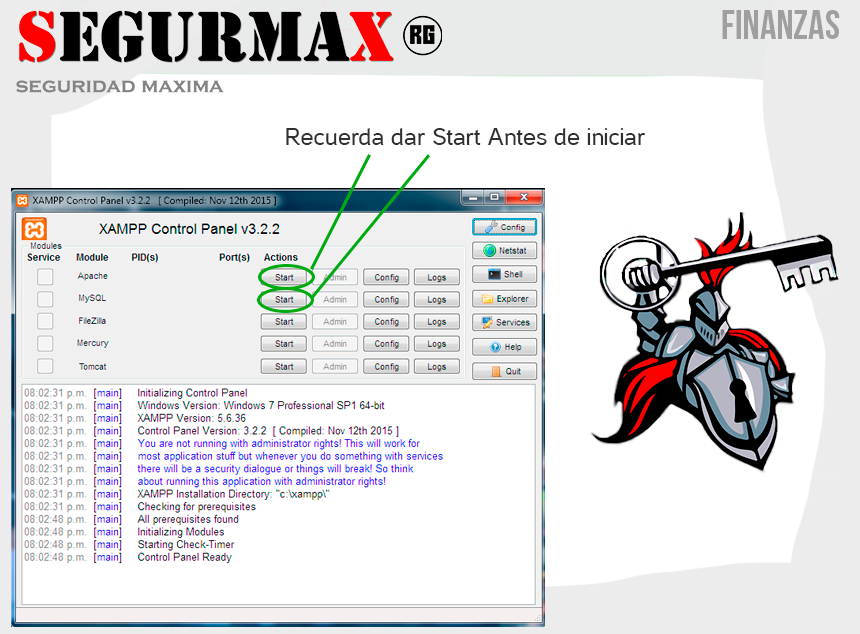 SEGURMAX RG
FINANZAS
SEGURIDAD MAXIMA
Recuerda dar Start Antes de iniciar
XAMPP Control Panel v3.2.2 [ Compiled: Nov 12th 2015 ]
XAMPP Control Panel v3.2.2
Config
Modules
Service Module PID(s) Port(s) Actions
Netstat
Apache Start Admin Config Logs
Shell
MySQL Start Admin Config Logs
Explorer
FileZilla Start Admin Config Logs
Services
Mercury Start Admin Config Logs
Help
Tomcat Start Admin Config Logs
Quit
08:02:31 p.m. [main] Initializing Control Panel
08:02:31 p.m. [main] Windows Version: Windows 7 Professional SP1 64-bit
08:02:31 p.m. [main] XAMPP Version: 5.6.36
08:02:31 p.m. [main] Control Panel Version: 3.2.2 [ Compiled: Nov 12th 2015 ]
08:02:31 p.m. [main] You are not running with administrator rights! This will work for
08:02:31 p.m. [main] most application stuff but whenever you do something with services
08:02:31 p.m. [main] there will be a security dialogue or things will break! So think
08:02:31 p.m. [main] about running this application with administrator rights!
08:02:31 p.m. [main] XAMPP Installation Directory: "c:\xampp\"
08:02:31 p.m. [main] Checking for prerequisites
08:02:48 p.m. [main] All prerequisites found
08:02:48 p.m. [main] Initializing Modules
08:02:48 p.m. [main] Starting Check-Timer
08:02:48 p.m. [main] Control Panel Ready